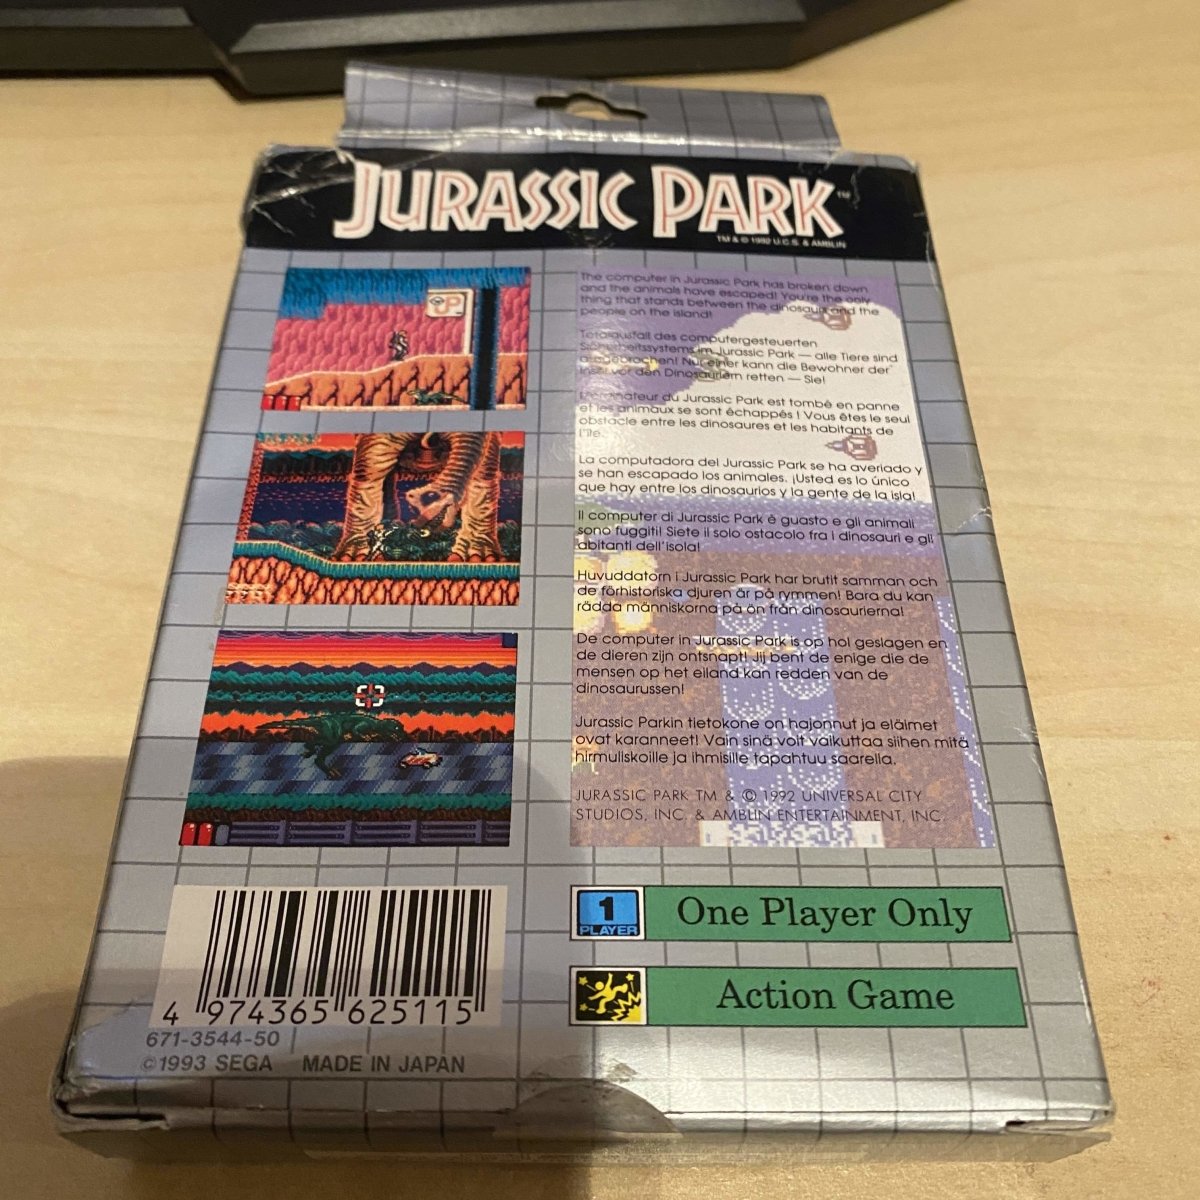 JURASSIC PARK™
TM & © 1992 U.C.S. & AMBLIN
UP
The computer in Jurassic Park has broken down
and the animals have escaped! You're the only
thing that stands between the dinosaurs and the
people on the island!
Totalausfall des computergesteuerten
Sicherheitssystems im Jurassic Park — alle Tiere sind
ausgebrochen! Nur einer kann die Bewohner der
Insel vor den Dinosauriern retten — Sie!
L'ordinateur du Jurassic Park est tombé en panne
et les animaux se sont échappés ! Vous êtes le seul
obstacle entre les dinosaures et les habitants de
l'île.
La computadora del Jurassic Park se ha averiado y
se han escapado los animales. ¡Usted es lo único
que hay entre los dinosaurios y la gente de la isla!
Il computer di Jurassic Park è guasto e gli animali
sono fuggiti! Siete il solo ostacolo fra i dinosauri e gli
abitanti dell'isola!
Huvuddatorn i Jurassic Park har brutit samman och
de förhistoriska djuren är på rymmen! Bara du kan
rädda människorna på ön från dinosaurierna!
De computer in Jurassic Park is op hol geslagen en
de dieren zijn ontsnapt! Jij bent de enige die de
mensen op het eiland kan redden van de
dinosaurussen!
Jurassic Parkin tietokone on hajonnut ja eläimet
ovat karanneet! Vain sinä voit vaikuttaa siihen mitä
hirmuliskoille ja ihmisille tapahtuu saarella.
JURASSIC PARK TM & © 1992 UNIVERSAL CITY
STUDIOS, INC. & AMBLIN ENTERTAINMENT, INC.
1
PLAYER
One Player Only
Action Game
4 974365 625115
671-3544-50
©1993 SEGA MADE IN JAPAN